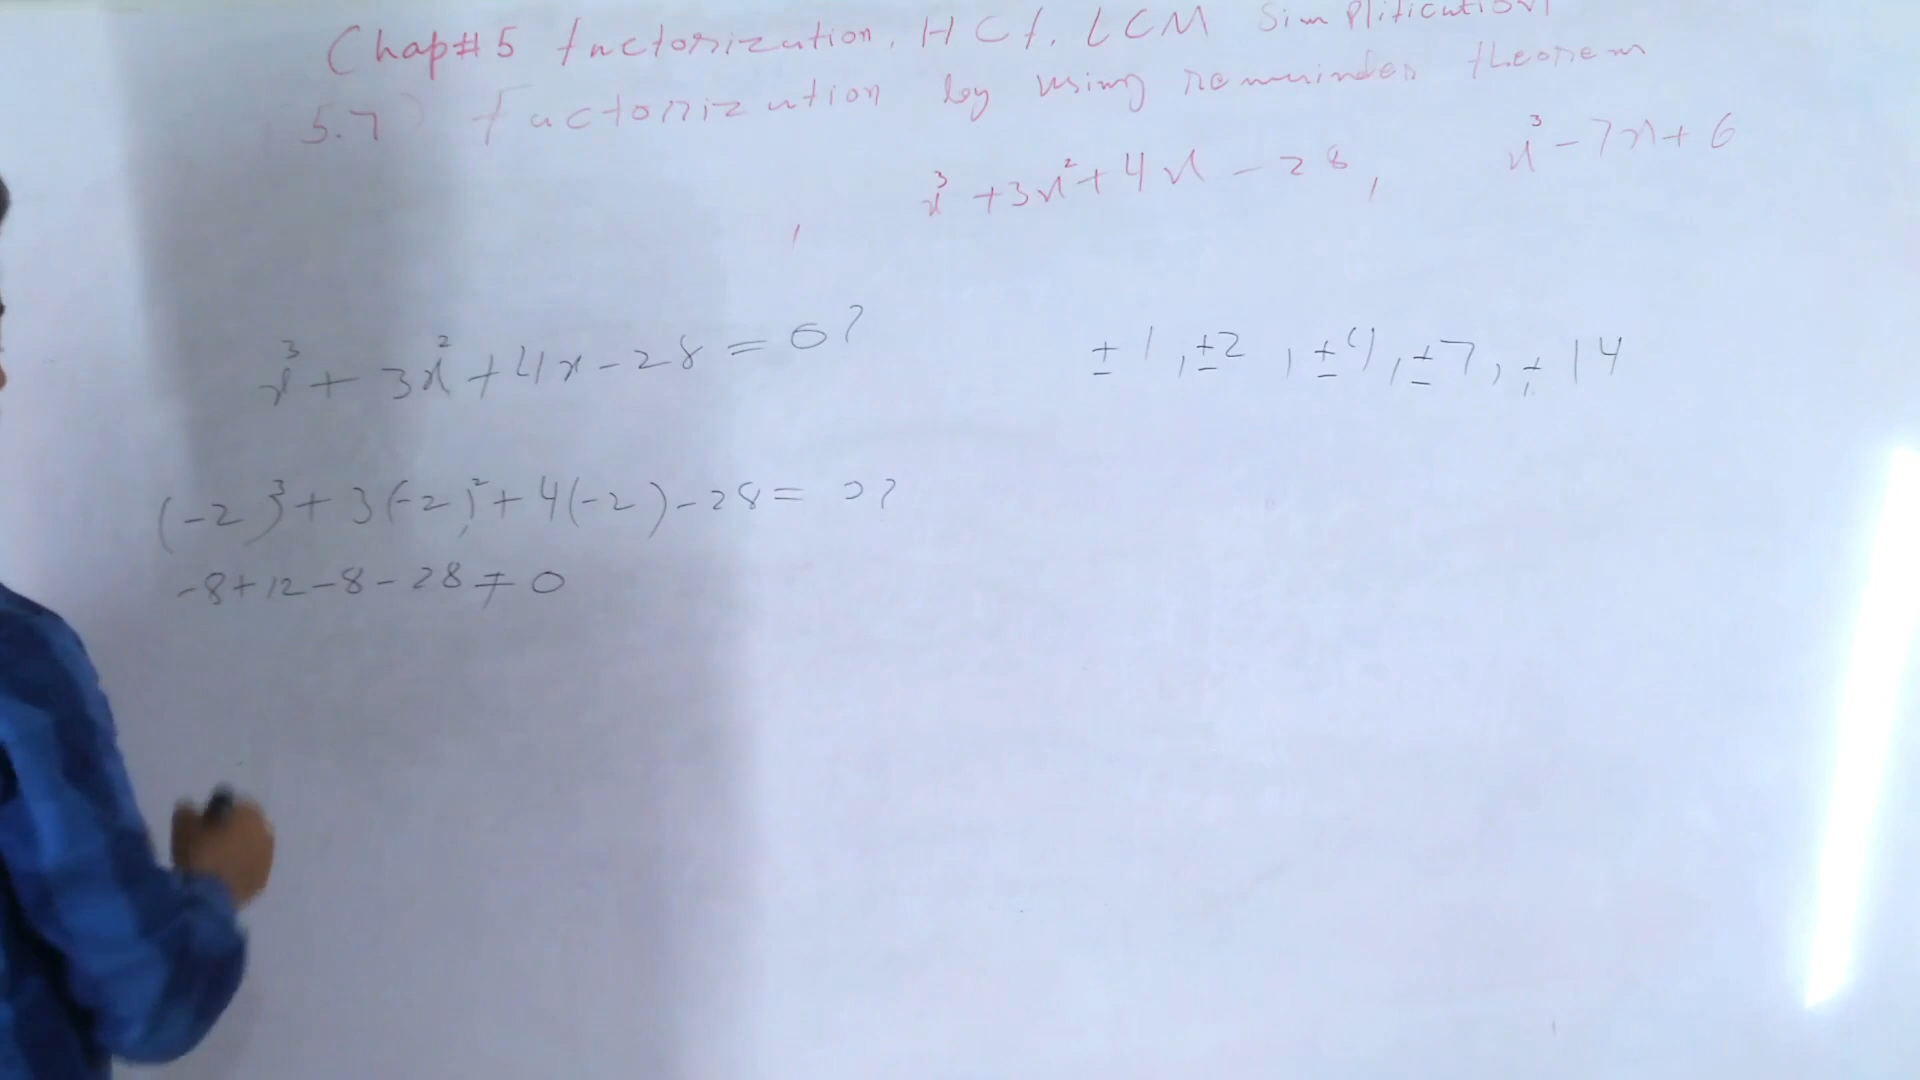 Chap#5 factorization, HCf, LCM Simplification
5.7 factorization by using remainder theorem
, x³ + 3x² + 4x - 28, x³ - 7x + 6
x³ + 3x² + 4x - 28 = 0? ±1, ±2, ±4, ±7, ±14
(-2)³ + 3(-2)² + 4(-2) - 28 = 0?
-8 + 12 - 8 - 28 ≠ 0